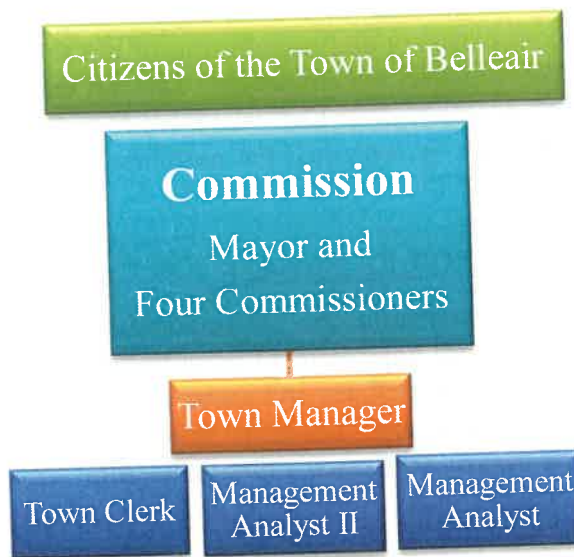 Citizens of the Town of Belleair
Commission
Mayor and
Four Commissioners
Town Manager
Town Clerk
Management
Analyst II
Management
Analyst